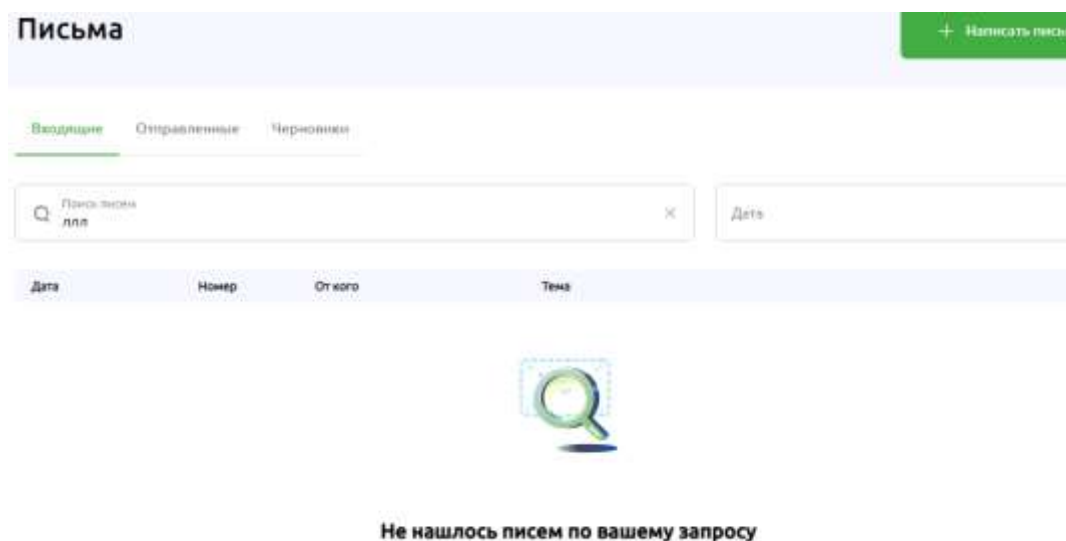 Письма
+ Написать
Входящие Отправленные Черновики
Поиск писем
ллл
Дата
Дата Номер От кого Тема
Не нашлось писем по вашему запросу